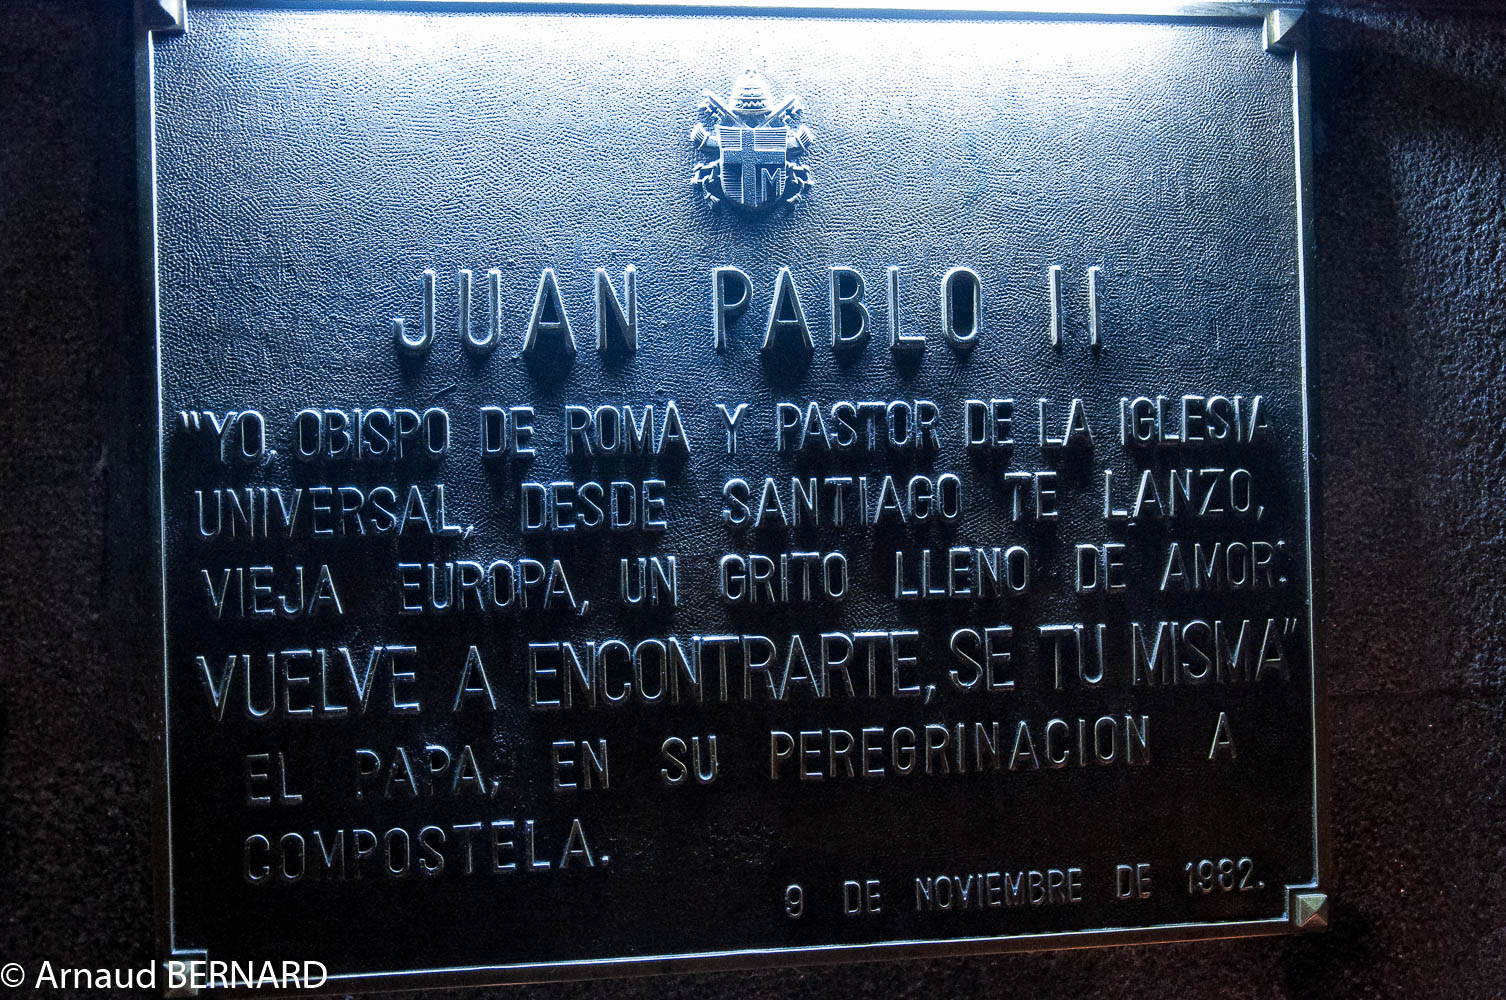 M
JUAN PABLO II
"YO, OBISPO DE ROMA Y PASTOR DE LA IGLESIA
UNIVERSAL, DESDE SANTIAGO TE LANZO,
VIEJA EUROPA, UN GRITO LLENO DE AMOR:
VUELVE A ENCONTRARTE, SE TU MISMA"
EL PAPA, EN SU PEREGRINACION A
COMPOSTELA.
9 DE NOVIEMBRE DE 1982.
© Arnaud BERNARD